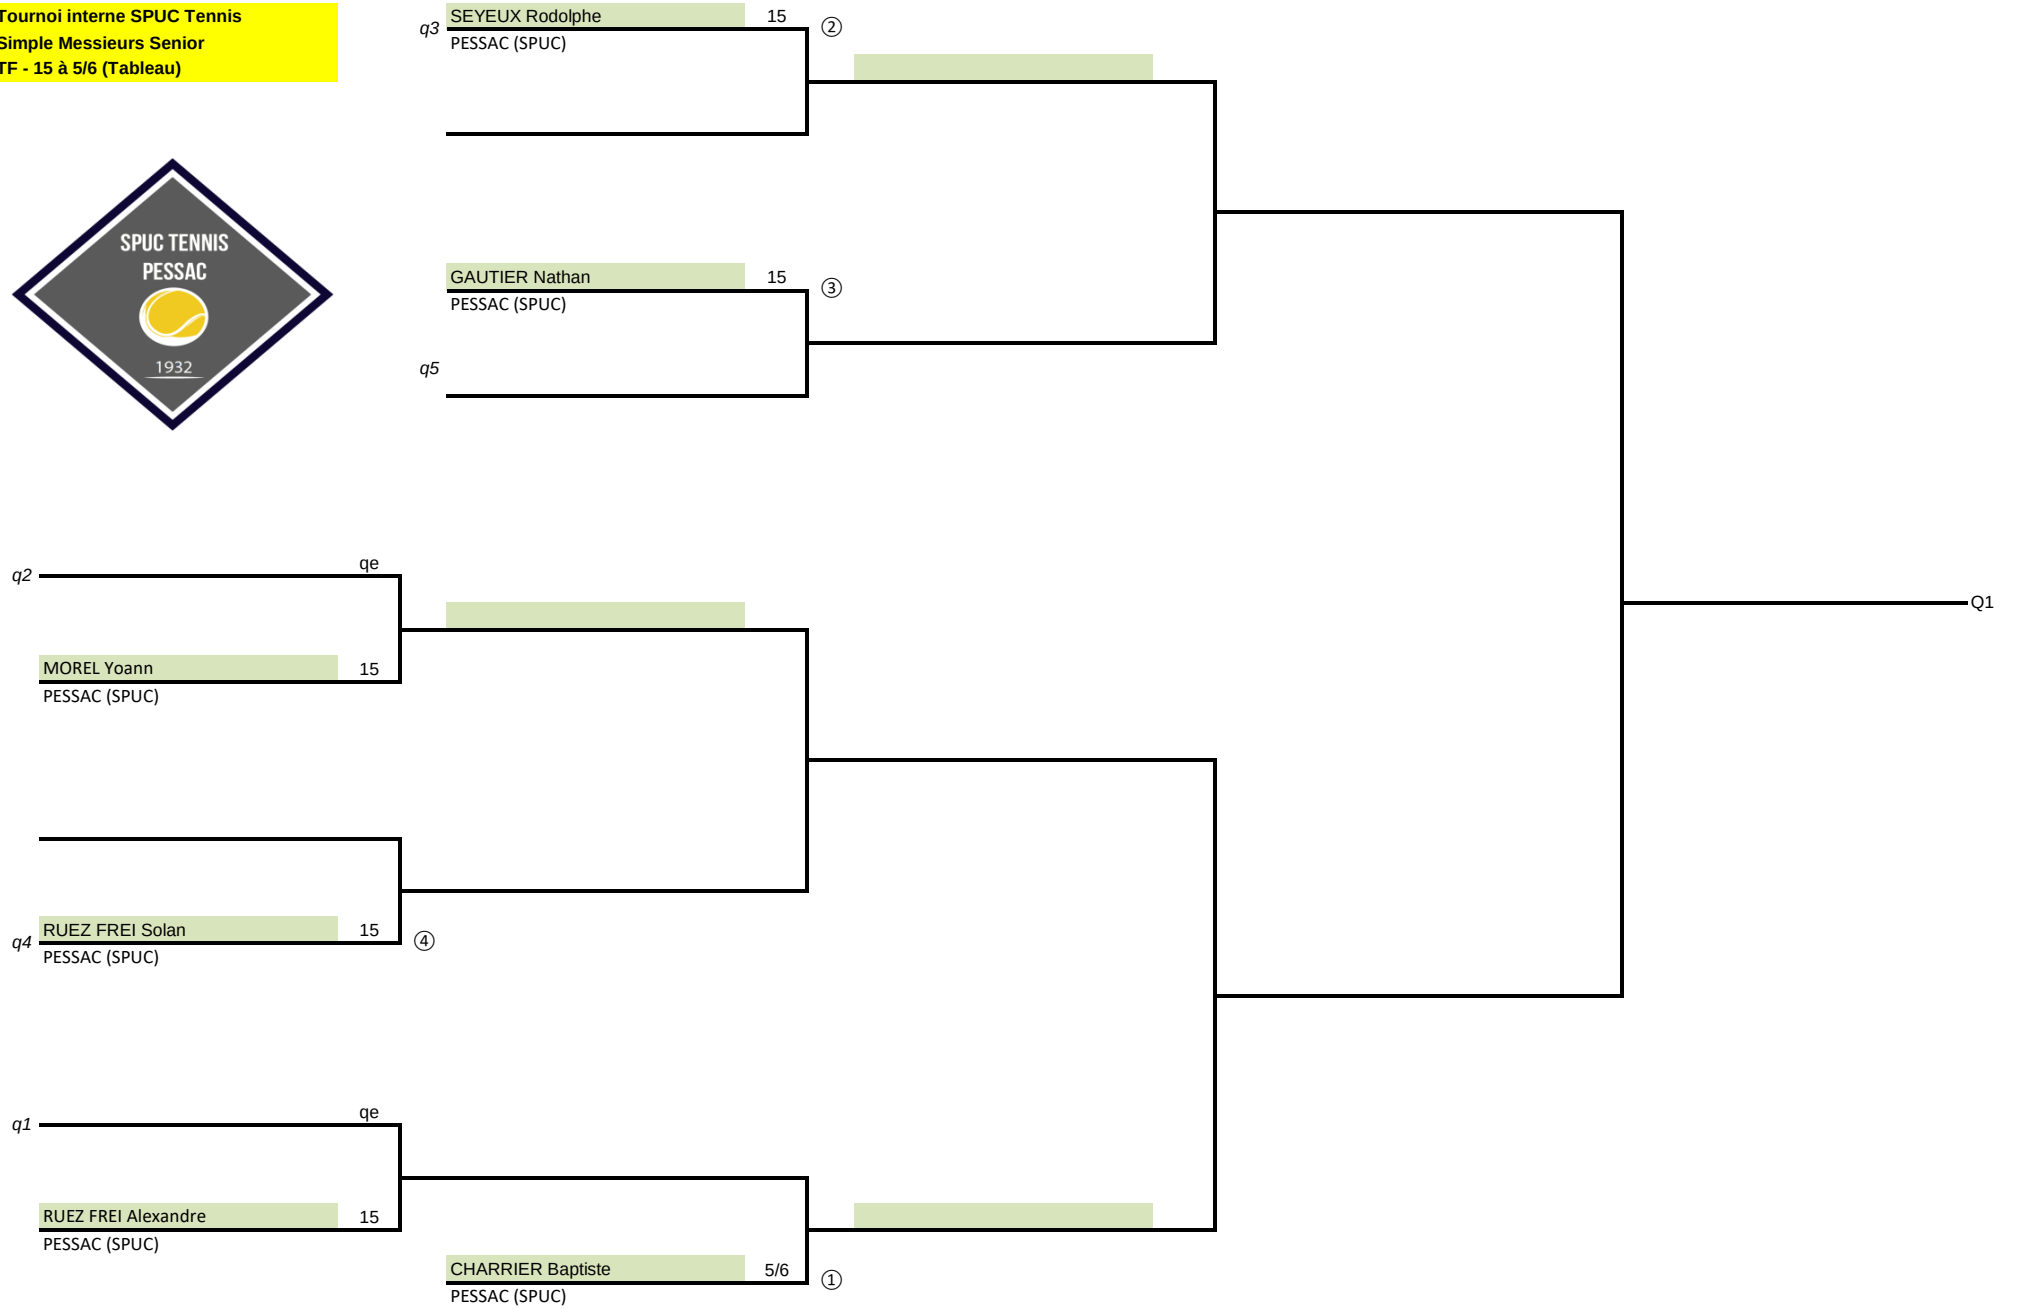 Tournoi interne SPUC Tennis
Simple Messieurs Senior
TF - 15 à 5/6 (Tableau)
q3 SEYEUX Rodolphe 15 ②
PESSAC (SPUC)
SPUC TENNIS
PESSAC
1932
GAUTIER Nathan 15 ③
PESSAC (SPUC)
q5
q2 qe
MOREL Yoann 15
PESSAC (SPUC)
Q1
q4 RUEZ FREI Solan 15 ④
PESSAC (SPUC)
q1 qe
RUEZ FREI Alexandre 15
PESSAC (SPUC)
CHARRIER Baptiste 5/6 ①
PESSAC (SPUC)